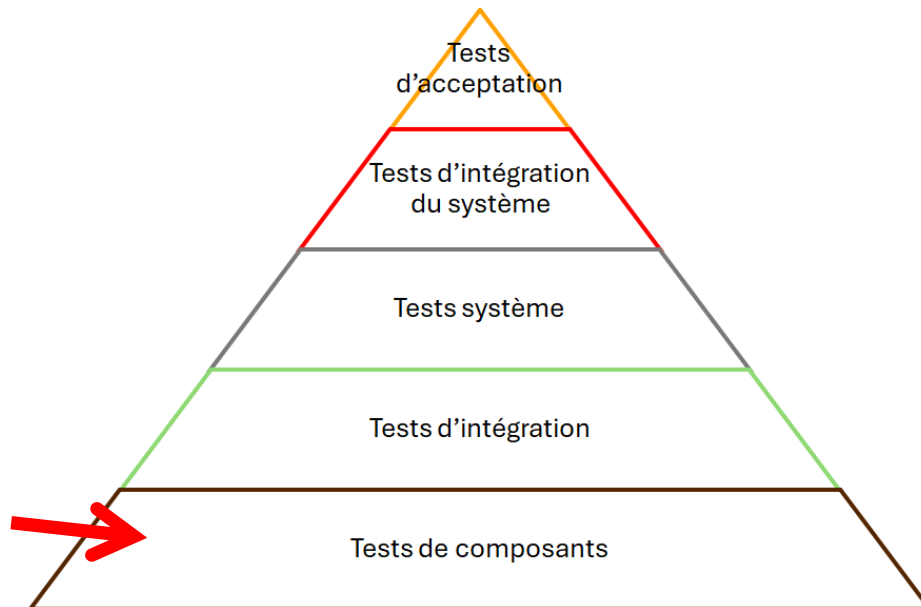 Tests
d’acceptation
Tests d’intégration
du système
Tests système
Tests d’intégration
Tests de composants